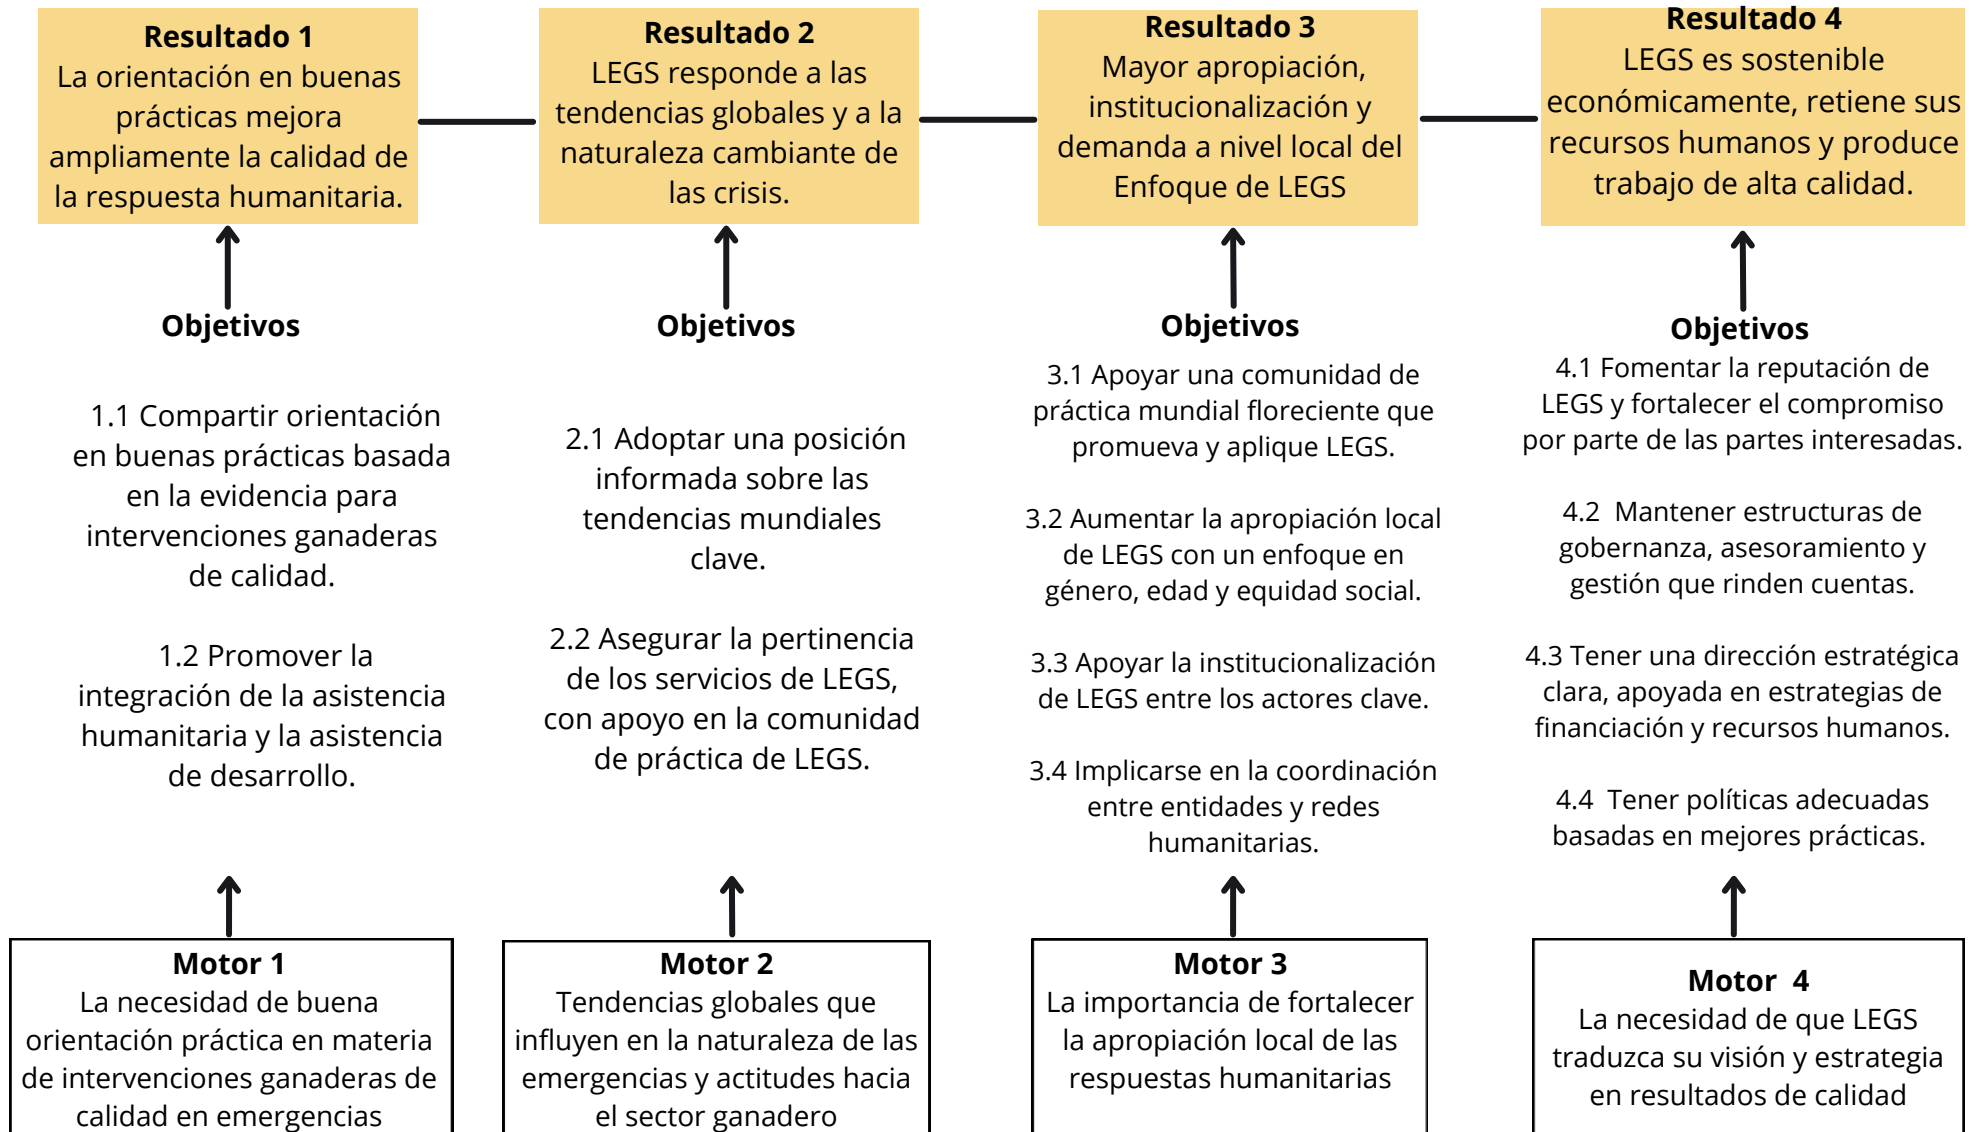 Resultado 1
La orientación en buenas
prácticas mejora
ampliamente la calidad de
la respuesta humanitaria.
Resultado 2
LEGS responde a las
tendencias globales y a la
naturaleza cambiante de
las crisis.
Resultado 3
Mayor apropiación,
institucionalización y
demanda a nivel local del
Enfoque de LEGS
Resultado 4
LEGS es sostenible
económicamente, retiene sus
recursos humanos y produce
trabajo de alta calidad.
Objetivos
1.1 Compartir orientación
en buenas prácticas basada
en la evidencia para
intervenciones ganaderas
de calidad.
1.2 Promover la
integración de la asistencia
humanitaria y la asistencia
de desarrollo.
Objetivos
2.1 Adoptar una posición
informada sobre las
tendencias mundiales
clave.
2.2 Asegurar la pertinencia
de los servicios de LEGS,
con apoyo en la comunidad
de práctica de LEGS.
Objetivos
3.1 Apoyar una comunidad de
práctica mundial floreciente que
promueva y aplique LEGS.
3.2 Aumentar la apropiación local
de LEGS con un enfoque en
género, edad y equidad social.
3.3 Apoyar la institucionalización
de LEGS entre los actores clave.
3.4 Implicarse en la coordinación
entre entidades y redes
humanitarias.
Objetivos
4.1 Fomentar la reputación de
LEGS y fortalecer el compromiso
por parte de las partes interesadas.
4.2 Mantener estructuras de
gobernanza, asesoramiento y
gestión que rinden cuentas.
4.3 Tener una dirección estratégica
clara, apoyada en estrategias de
financiación y recursos humanos.
4.4 Tener políticas adecuadas
basadas en mejores prácticas.
Motor 1
La necesidad de buena
orientación práctica en materia
de intervenciones ganaderas de
calidad en emergencias
Motor 2
Tendencias globales que
influyen en la naturaleza de las
emergencias y actitudes hacia
el sector ganadero
Motor 3
La importancia de fortalecer
la apropiación local de las
respuestas humanitarias
Motor 4
La necesidad de que LEGS
traduzca su visión y estrategia
en resultados de calidad